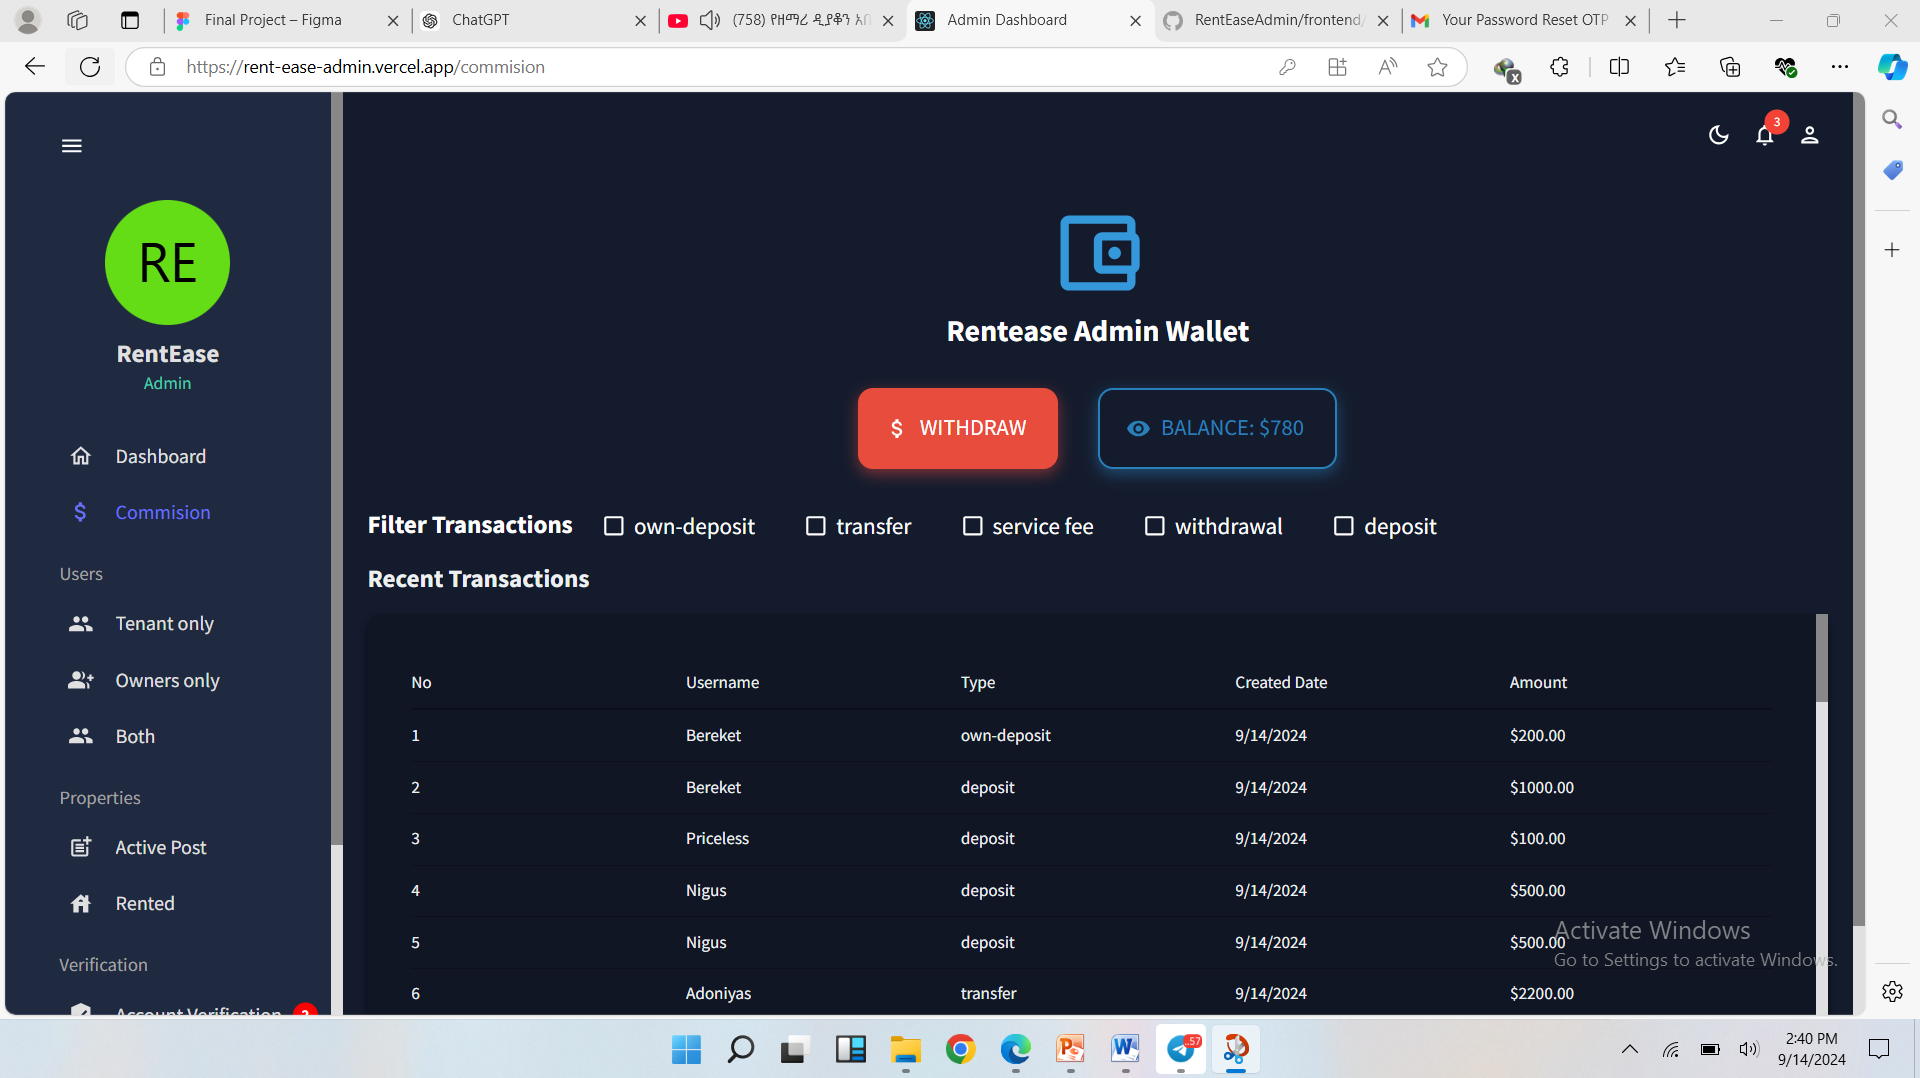 Final Project – Figma
ChatGPT
(758) የዘማሪ ዲያቆን አ
Admin Dashboard
RentEaseAdmin/frontend/
Your Password Reset OTP
https://rent-ease-admin.vercel.app/commision
x
3
RE
RentEase
Admin
Dashboard
Commision
Users
Tenant only
Owners only
Both
Properties
Active Post
Rented
Verification
Account Verification
Rentease Admin Wallet
$ WITHDRAW
BALANCE: $780
Filter Transactions own-deposit transfer service fee withdrawal deposit
Recent Transactions
No Username Type Created Date Amount
1 Bereket own-deposit 9/14/2024 $200.00
2 Bereket deposit 9/14/2024 $1000.00
3 Priceless deposit 9/14/2024 $100.00
4 Nigus deposit 9/14/2024 $500.00
5 Nigus deposit 9/14/2024 $500.00
6 Adoniyas transfer 9/14/2024 $2200.00
Activate Windows
Go to Settings to activate Windows.
57
2:40 PM
9/14/2024